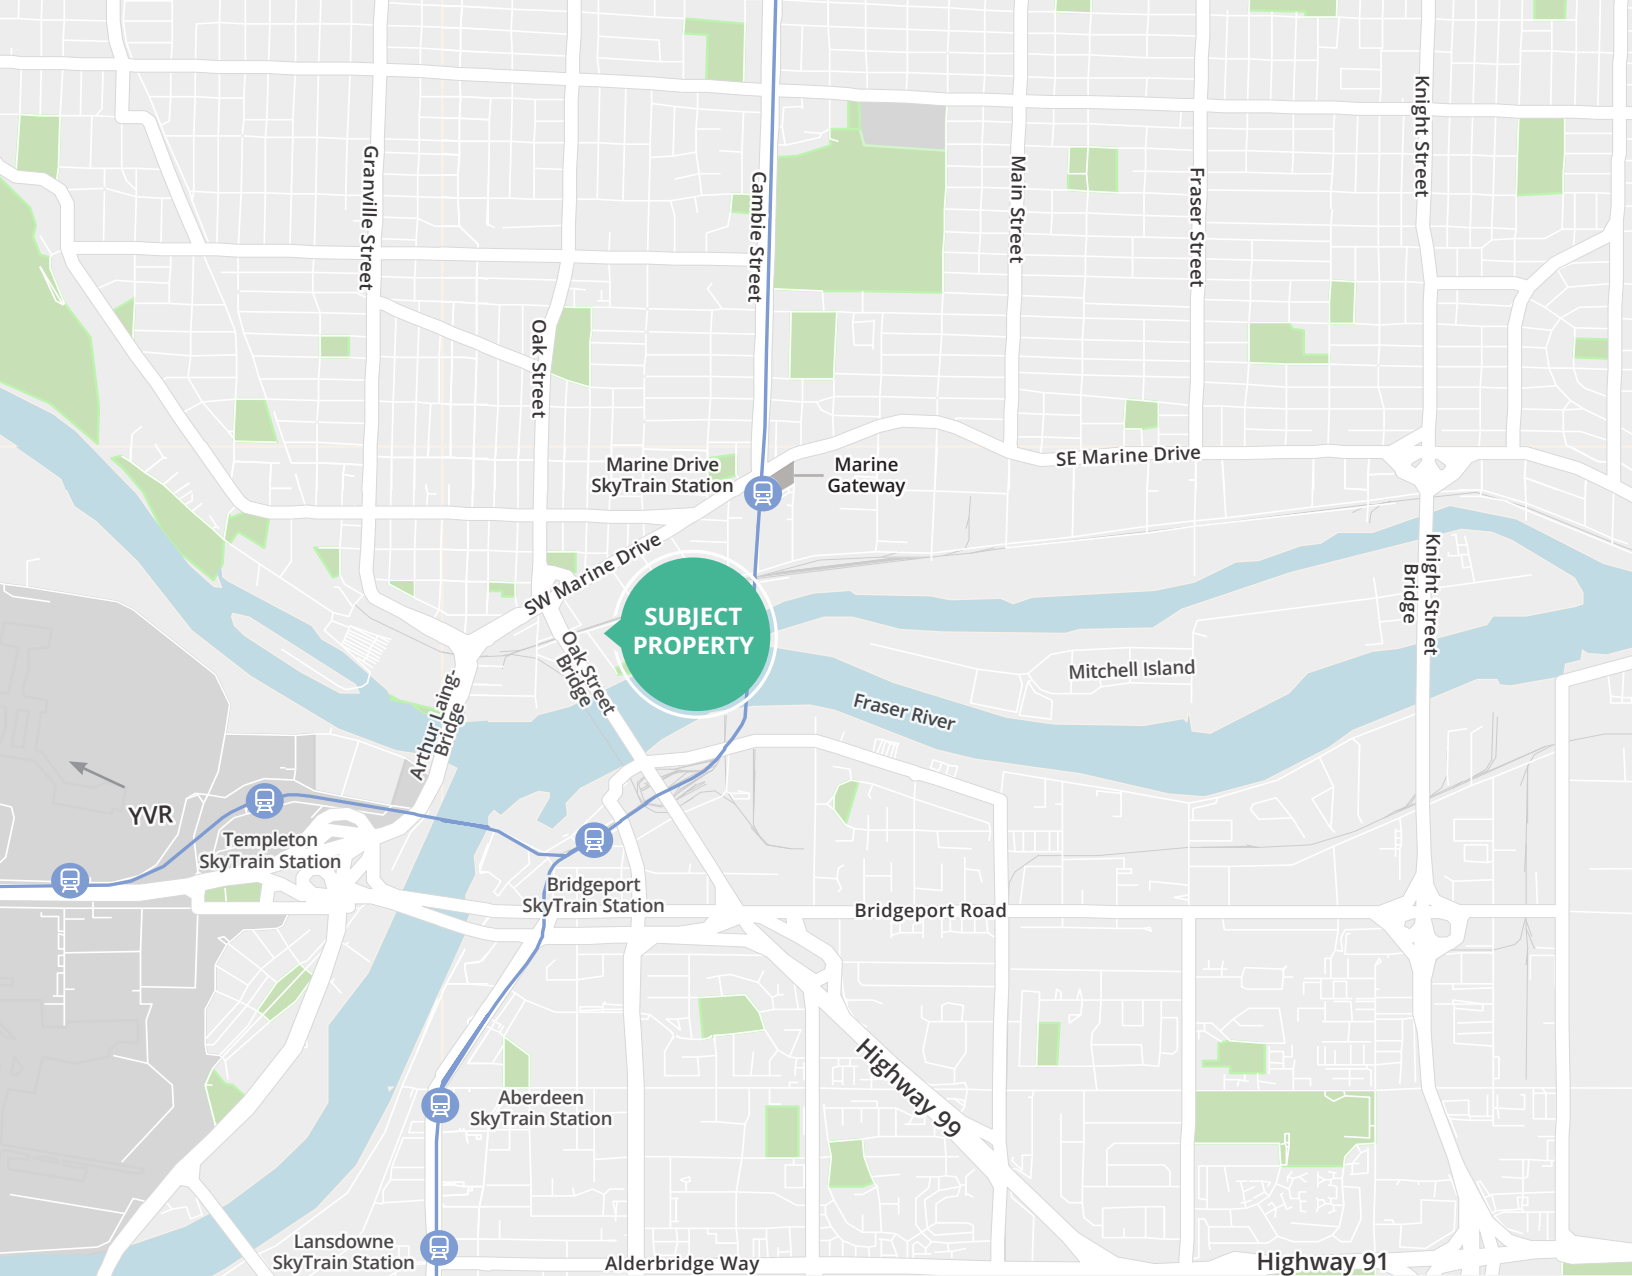 Knight Street
Granville Street
Main Street
Fraser Street
Cambie Street
Oak Street
Marine Drive
SkyTrain Station
Marine
Gateway
SE Marine Drive
SW Marine Drive
SUBJECT
PROPERTY
Knight Street
Bridge
Oak Street
Bridge
Mitchell Island
Arthur Laing-
Bridge
Fraser River
YVR
Templeton
SkyTrain Station
Bridgeport
SkyTrain Station
Bridgeport Road
Highway 99
Aberdeen
SkyTrain Station
Lansdowne
SkyTrain Station
Alderbridge Way
Highway 91